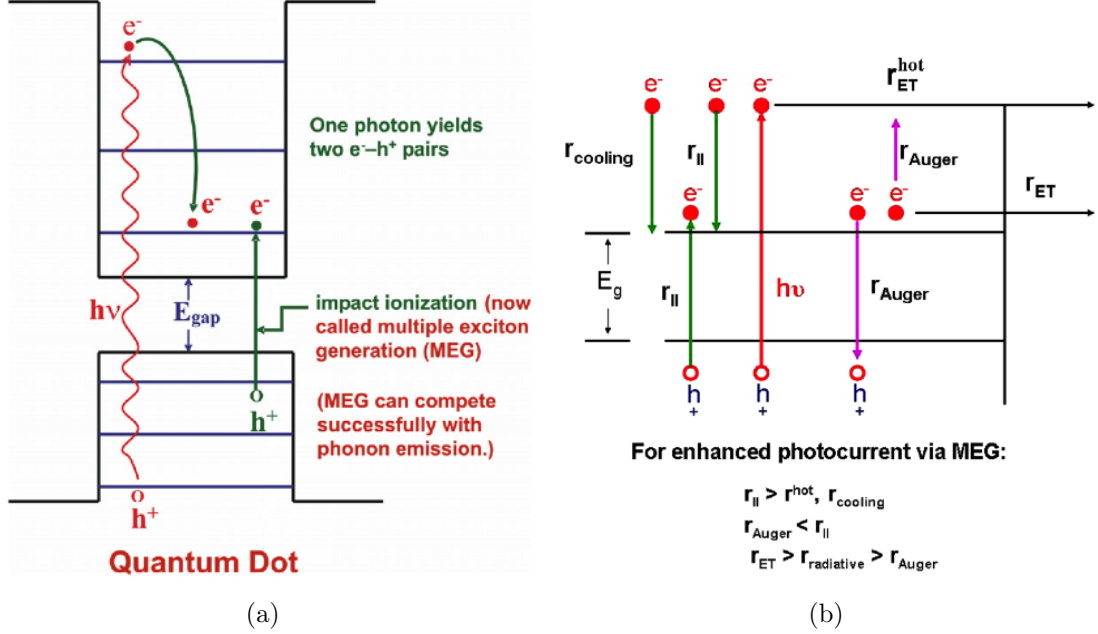 e⁻
One photon yields
two e⁻–h⁺ pairs
e⁻
e⁻
hν
E_gap
impact ionization (now
called multiple exciton
generation (MEG)
(MEG can compete
successfully with
phonon emission.)
h⁺
h⁺
Quantum Dot
(a)
r_ET^hot
e⁻ e⁻ e⁻
r_cooling
r_II
r_Auger
e⁻
e⁻ e⁻
r_ET
E_g
r_II
hυ
r_Auger
h h h
+ + +
For enhanced photocurrent via MEG:
r_II > r^hot, r_cooling
r_Auger < r_II
r_ET > r_radiative > r_Auger
(b)